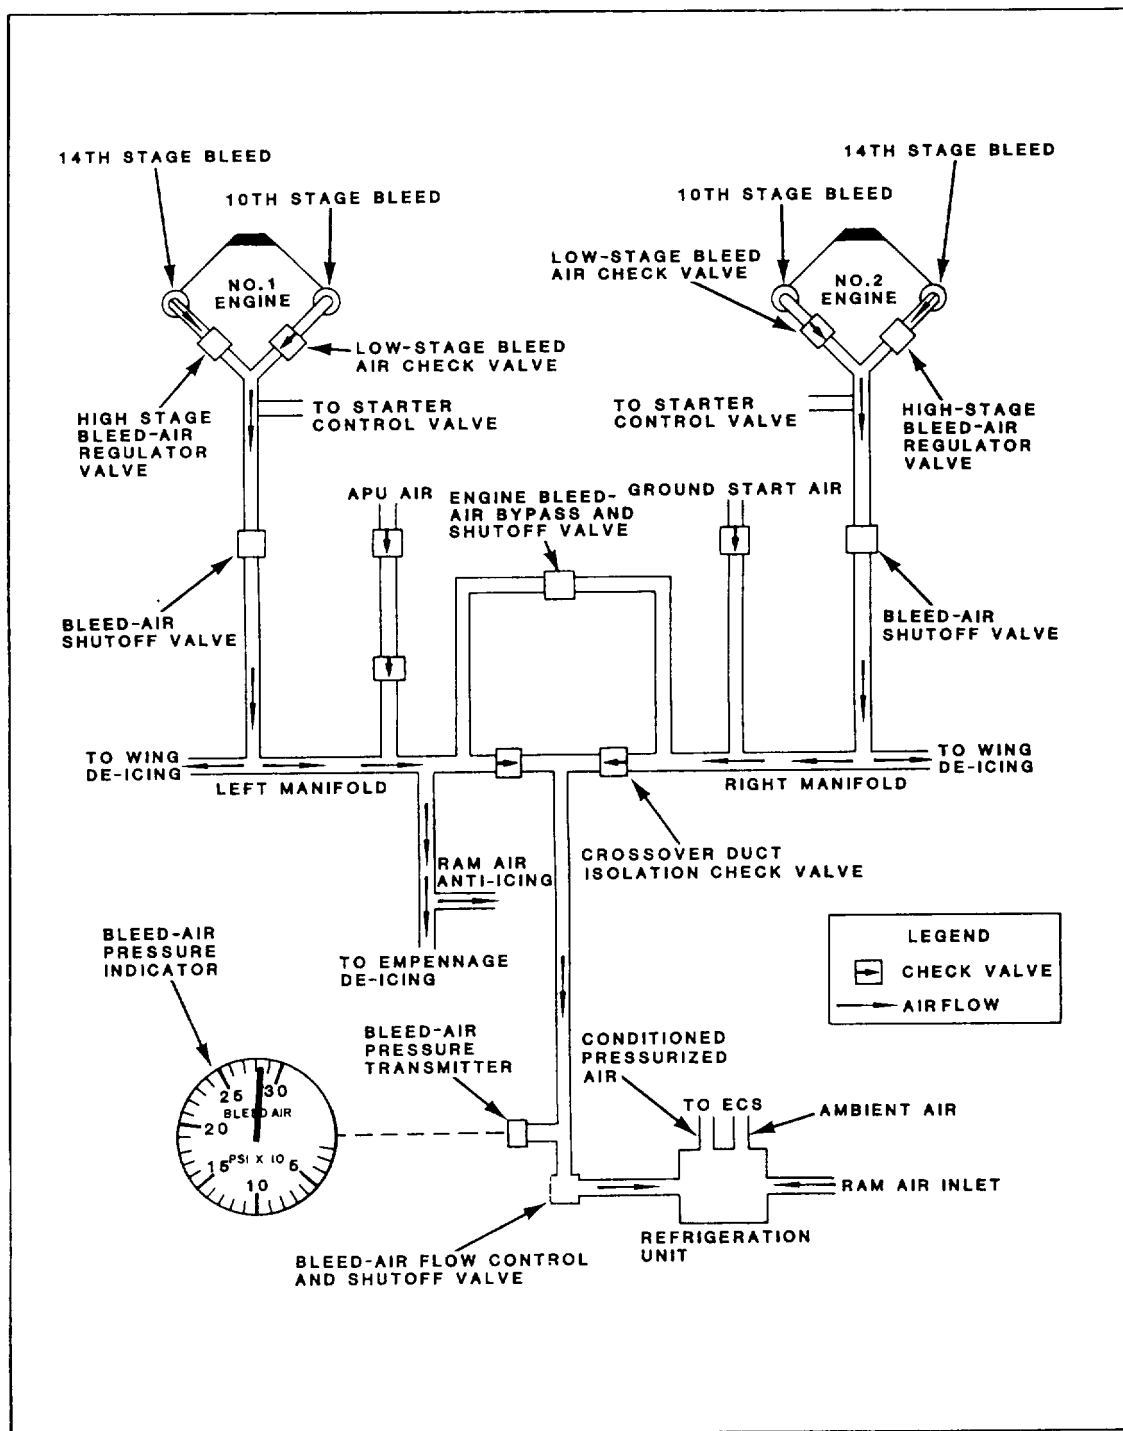 14TH STAGE BLEED
10TH STAGE BLEED
NO.1
ENGINE
LOW-STAGE BLEED
AIR CHECK VALVE
HIGH STAGE
BLEED-AIR
REGULATOR
VALVE
TO STARTER
CONTROL VALVE
14TH STAGE BLEED
10TH STAGE BLEED
LOW-STAGE BLEED
AIR CHECK VALVE
NO.2
ENGINE
TO STARTER
CONTROL VALVE
HIGH-STAGE
BLEED-AIR
REGULATOR
VALVE
APU AIR
ENGINE BLEED-
AIR BYPASS AND
SHUTOFF VALVE
GROUND START AIR
BLEED-AIR
SHUTOFF VALVE
BLEED-AIR
SHUTOFF VALVE
TO WING
DE-ICING
LEFT MANIFOLD
RIGHT MANIFOLD
TO WING
DE-ICING
CROSSOVER DUCT
ISOLATION CHECK VALVE
RAM AIR
ANTI-ICING
TO EMPENNAGE
DE-ICING
LEGEND
CHECK VALVE
AIRFLOW
BLEED-AIR
PRESSURE
INDICATOR
BLEED-AIR
PRESSURE
TRANSMITTER
CONDITIONED
PRESSURIZED
AIR
TO ECS
AMBIENT AIR
25
30
BLEED AIR
20
PSI X 10
15
5
10
RAM AIR INLET
REFRIGERATION
UNIT
BLEED-AIR FLOW CONTROL
AND SHUTOFF VALVE